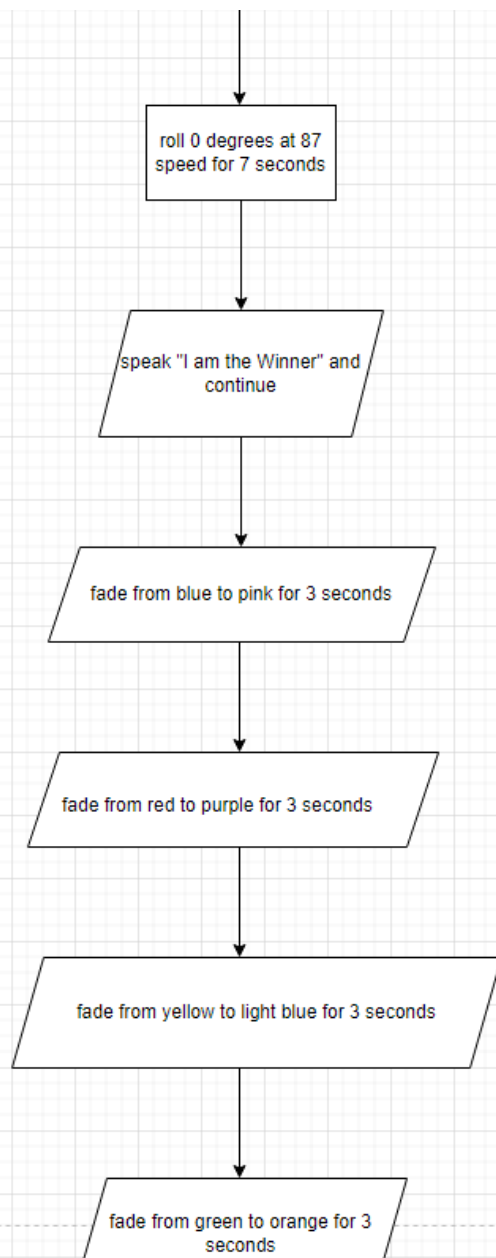 roll 0 degrees at 87
speed for 7 seconds
speak "I am the Winner" and
continue
fade from blue to pink for 3 seconds
fade from red to purple for 3 seconds
fade from yellow to light blue for 3 seconds
fade from green to orange for 3
seconds